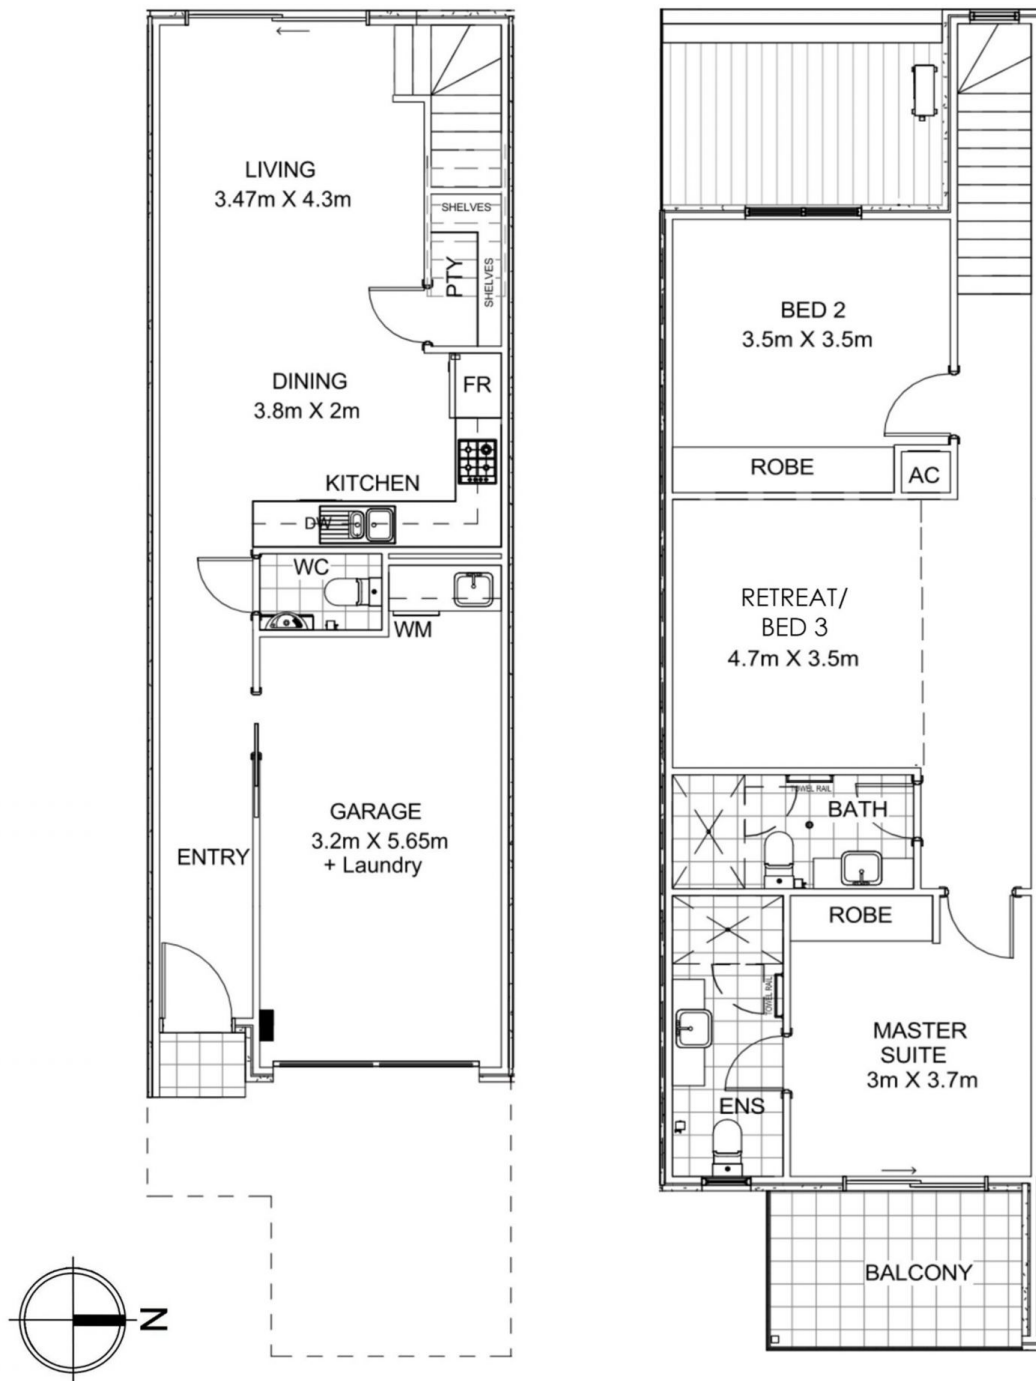 LIVING
3.47m X 4.3m
SHELVES
PTY
SHELVES
DINING
3.8m X 2m
FR
KITCHEN
DW
WC
WM
GARAGE
3.2m X 5.65m
+ Laundry
ENTRY
N
BED 2
3.5m X 3.5m
ROBE
AC
RETREAT/
BED 3
4.7m X 3.5m
TOWEL RAIL
BATH
ROBE
TOWEL RAIL
MASTER
SUITE
3m X 3.7m
ENS
BALCONY